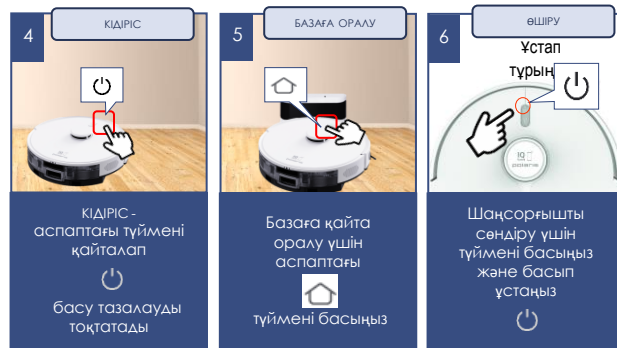 4
КІДІРІС
КІДІРІС -
аспаптағы түймені
қайталап
басу тазалауды
тоқтатады
5
БАЗАҒА ОРАЛУ
Базаға қайта
оралу үшін
аспаптағы
түймені басыңыз
6
ӨШІРУ
Ұстап
тұрың
Шаңсорғышты
сөндіру үшін
түймені басыңыз
және басып
ұстаңыз